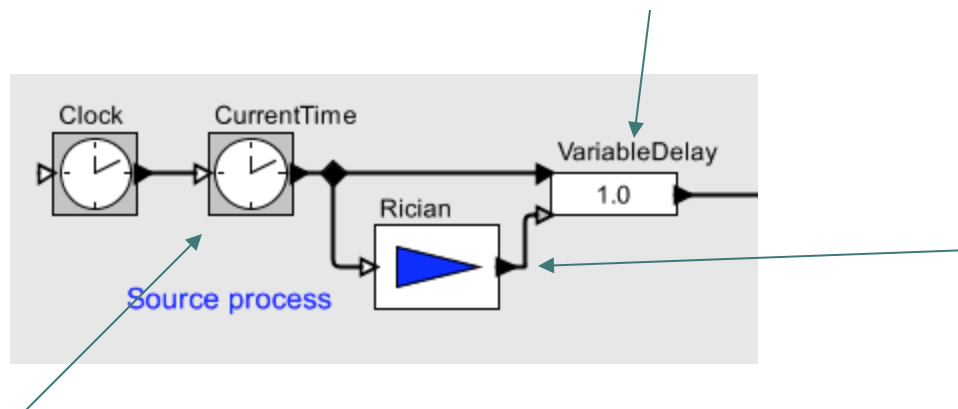 Clock
CurrentTime
VariableDelay
1.0
Rician
Source process